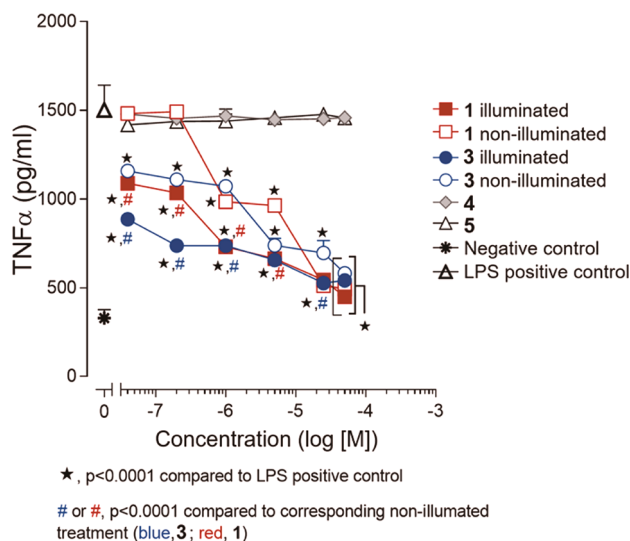 2000
1500
1000
500
0
TNFα (pg/ml)
0 -7 -6 -5 -4 -3
Concentration (log [M])
★,# ★ ★,# ★ ★,# ★,# ★ ★ ★ ★,# ★,# ★ ★,# ★ ★,# ★
1 illuminated
1 non-illuminated
3 illuminated
3 non-illuminated
4
5
Negative control
LPS positive control
★, p<0.0001 compared to LPS positive control
# or #, p<0.0001 compared to corresponding non-illumated
treatment (blue,3; red, 1)